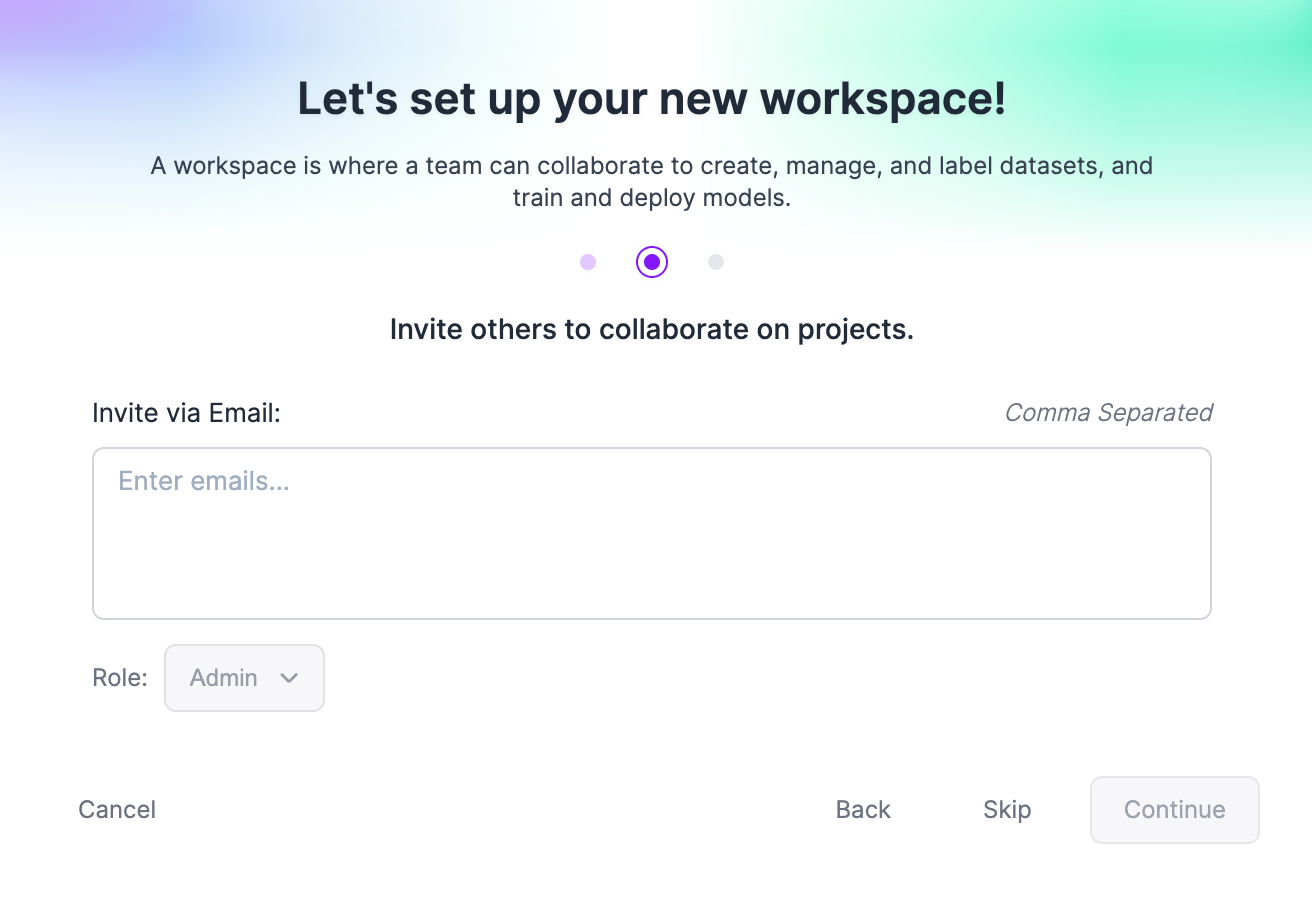 Let's set up your new workspace!
A workspace is where a team can collaborate to create, manage, and label datasets, and
train and deploy models.
Invite others to collaborate on projects.
Invite via Email:
Comma Separated
Enter emails...
Role:
Admin
Cancel
Back
Skip
Continue